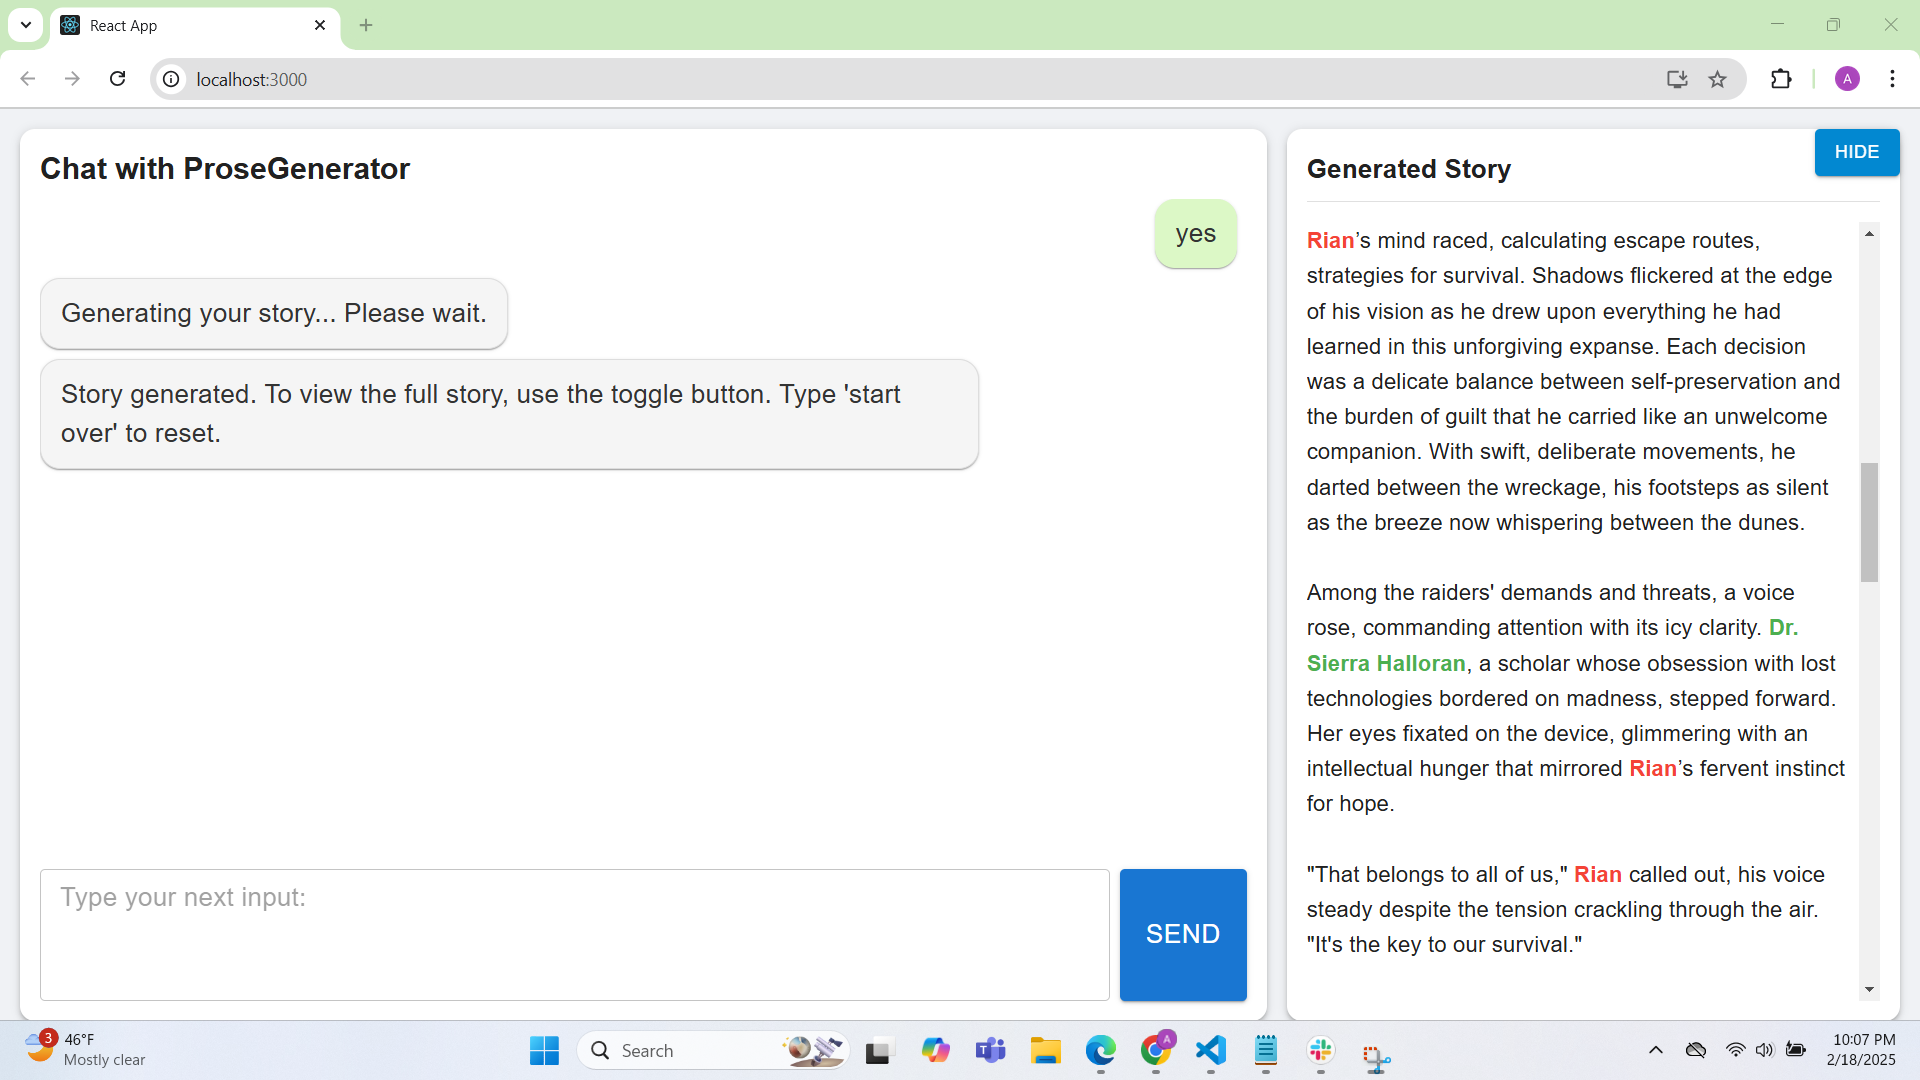 React App
localhost:3000
A
Chat with ProseGenerator
yes
Generating your story... Please wait.
Story generated. To view the full story, use the toggle button. Type 'start
over' to reset.
Type your next input:
SEND
Generated Story
HIDE
Rian’s mind raced, calculating escape routes,
strategies for survival. Shadows flickered at the edge
of his vision as he drew upon everything he had
learned in this unforgiving expanse. Each decision
was a delicate balance between self-preservation and
the burden of guilt that he carried like an unwelcome
companion. With swift, deliberate movements, he
darted between the wreckage, his footsteps as silent
as the breeze now whispering between the dunes.
Among the raiders' demands and threats, a voice
rose, commanding attention with its icy clarity. Dr.
Sierra Halloran, a scholar whose obsession with lost
technologies bordered on madness, stepped forward.
Her eyes fixated on the device, glimmering with an
intellectual hunger that mirrored Rian’s fervent instinct
for hope.
"That belongs to all of us," Rian called out, his voice
steady despite the tension crackling through the air.
"It's the key to our survival."
3
46°F
Mostly clear
Search
A
10:07 PM
2/18/2025